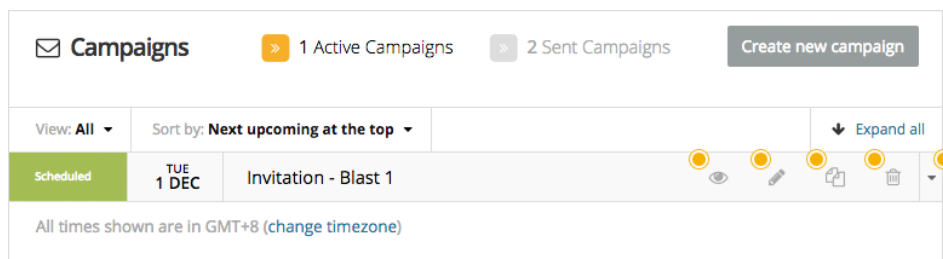 Campaigns
» 1 Active Campaigns
» 2 Sent Campaigns
Create new campaign
View: All
Sort by: Next upcoming at the top
Expand all
Scheduled
TUE
1 DEC
Invitation - Blast 1
All times shown are in GMT+8 (change timezone)